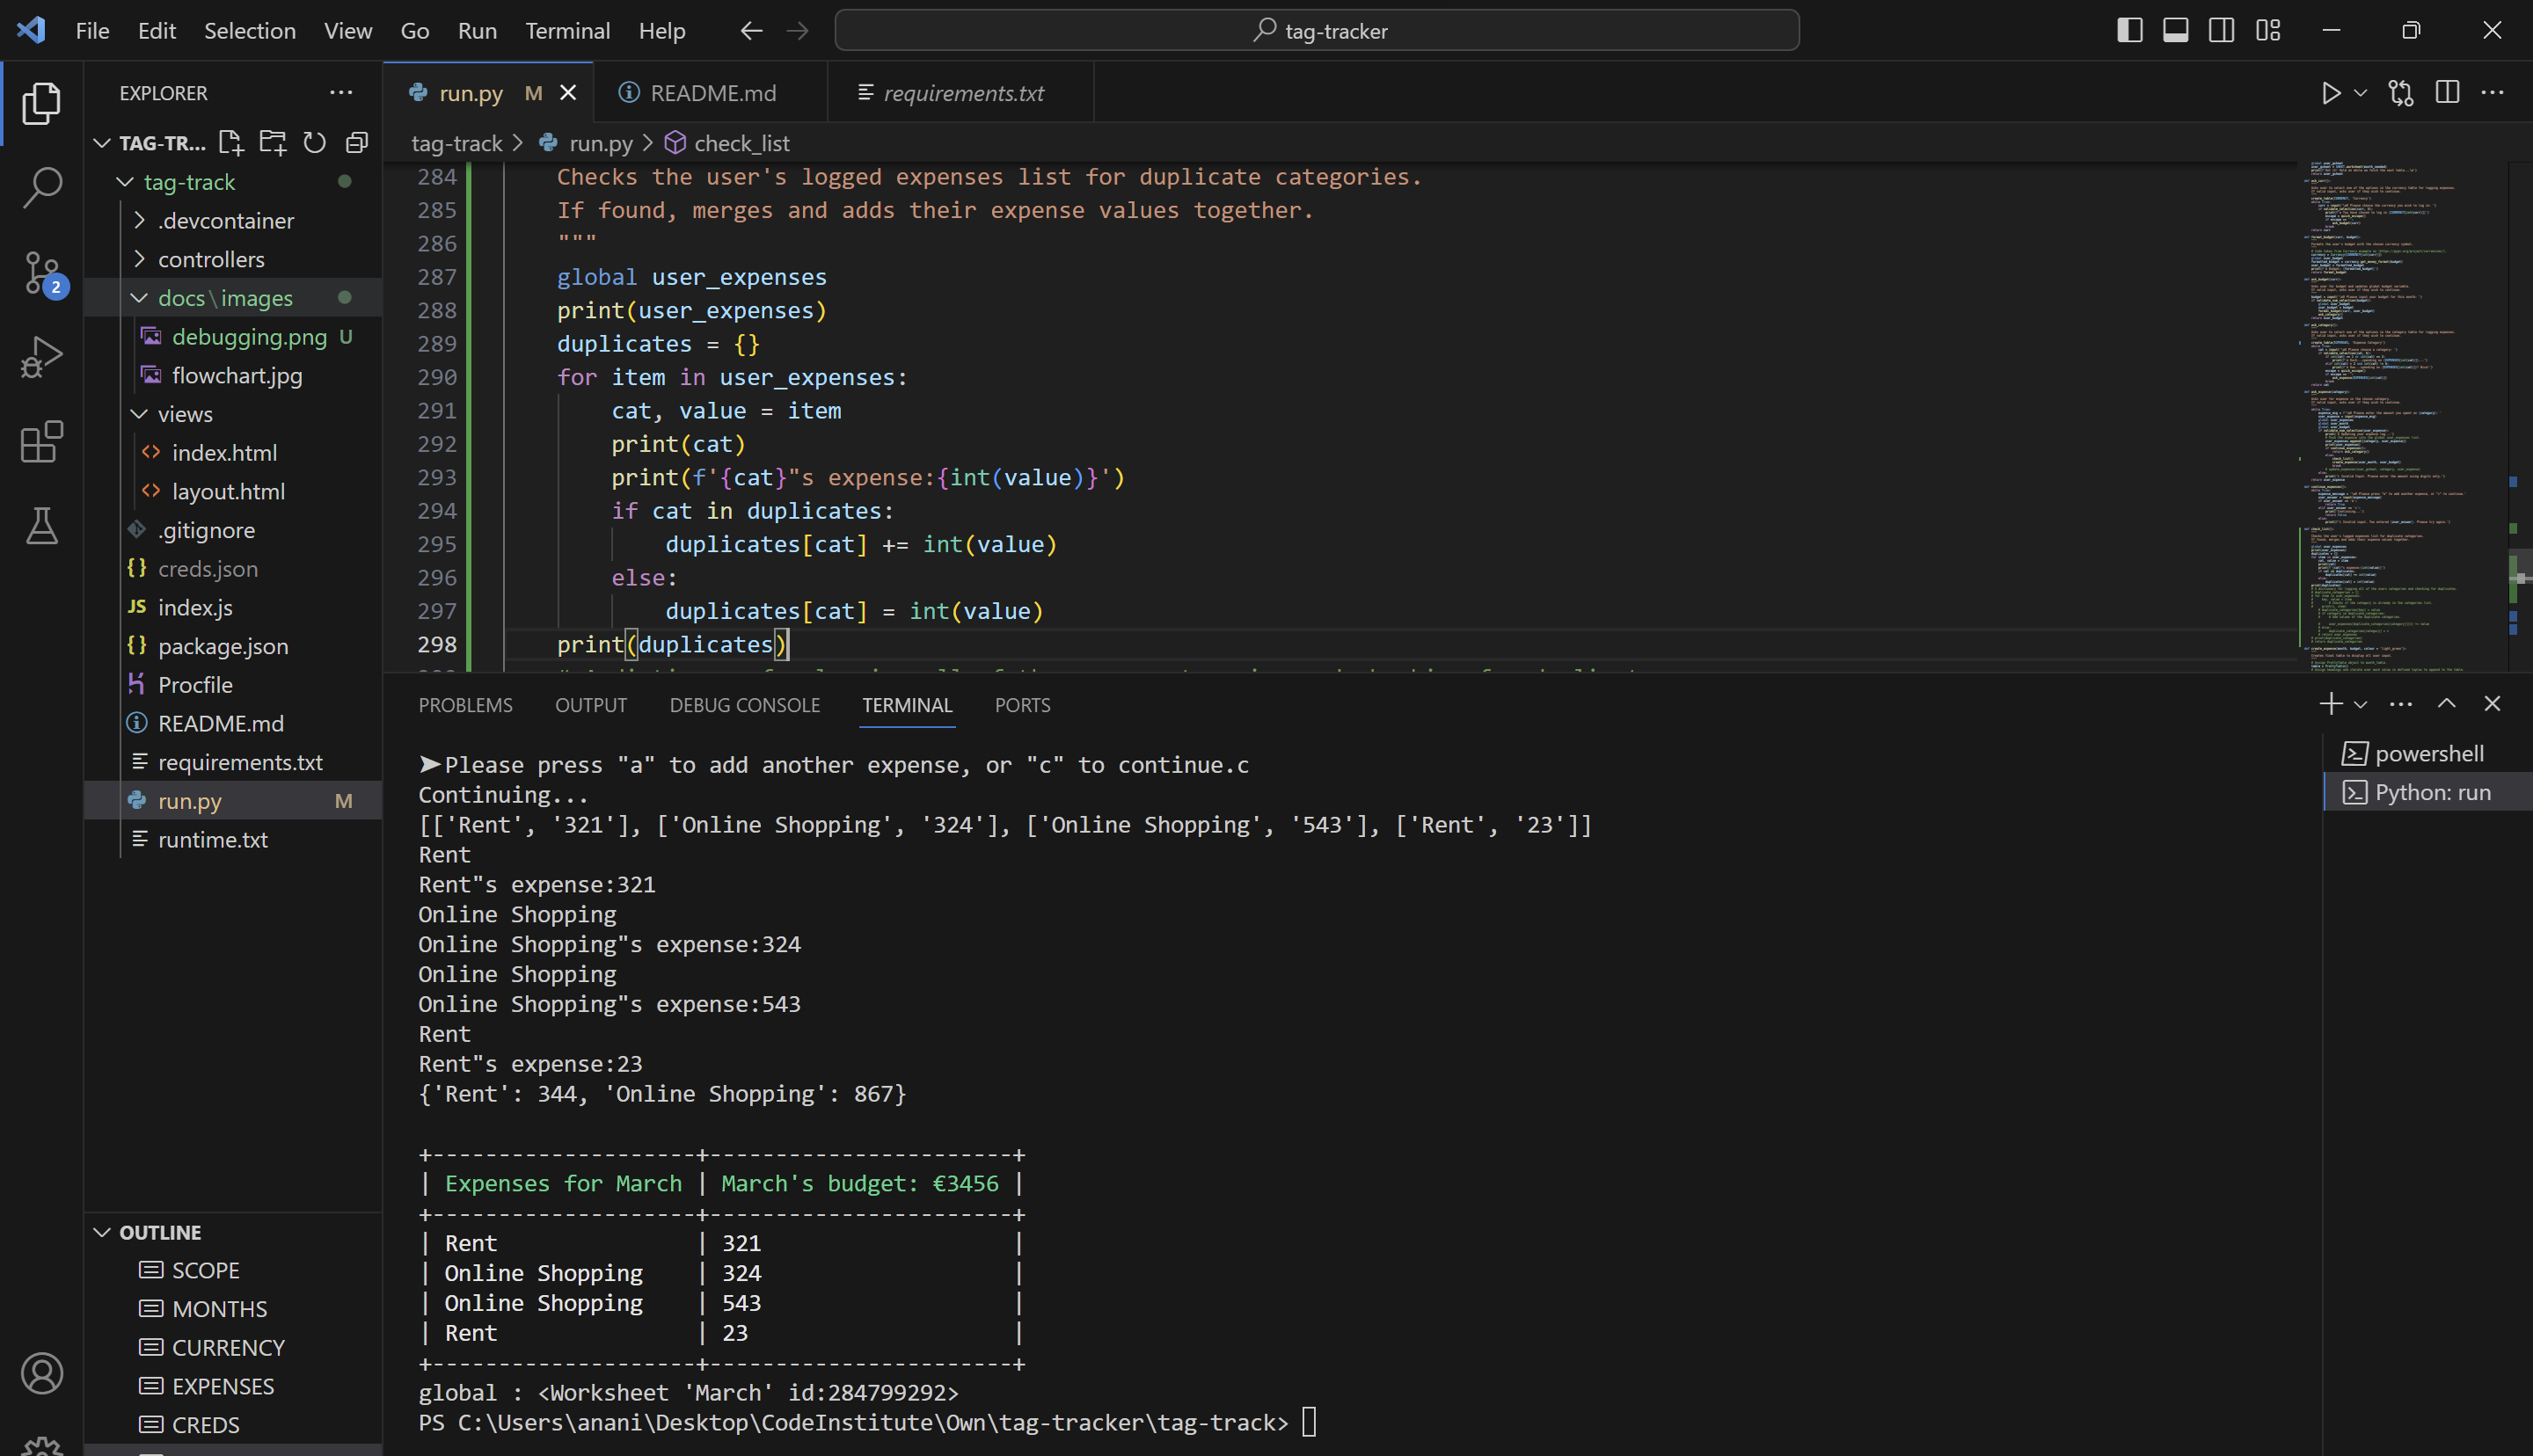 File Edit Selection View Go Run Terminal Help
tag-tracker
EXPLORER
TAG-TR...
tag-track
.devcontainer
controllers
docs\images
debugging.png U
flowchart.jpg
views
index.html
layout.html
.gitignore
creds.json
index.js
package.json
Procfile
README.md
requirements.txt
run.py M
runtime.txt
OUTLINE
SCOPE
MONTHS
CURRENCY
EXPENSES
CREDS
2
run.py M
README.md
requirements.txt
tag-track > run.py > check_list
284 Checks the user's logged expenses list for duplicate categories.
285 If found, merges and adds their expense values together.
286 """
287 global user_expenses
288 print(user_expenses)
289 duplicates = {}
290 for item in user_expenses:
291 cat, value = item
292 print(cat)
293 print(f'{cat}"s expense:{int(value)}')
294 if cat in duplicates:
295 duplicates[cat] += int(value)
296 else:
297 duplicates[cat] = int(value)
298 print(duplicates)
PROBLEMS OUTPUT DEBUG CONSOLE TERMINAL PORTS
➤Please press "a" to add another expense, or "c" to continue.c
Continuing...
[['Rent', '321'], ['Online Shopping', '324'], ['Online Shopping', '543'], ['Rent', '23']]
Rent
Rent"s expense:321
Online Shopping
Online Shopping"s expense:324
Online Shopping
Online Shopping"s expense:543
Rent
Rent"s expense:23
{'Rent': 344, 'Online Shopping': 867}
+--------------------+-----------------------+
| Expenses for March | March's budget: €3456 |
+--------------------+-----------------------+
| Rent | 321 |
| Online Shopping | 324 |
| Online Shopping | 543 |
| Rent | 23 |
+--------------------+-----------------------+
global : <Worksheet 'March' id:284799292>
PS C:\Users\anani\Desktop\CodeInstitute\Own\tag-tracker\tag-track>
powershell
Python: run